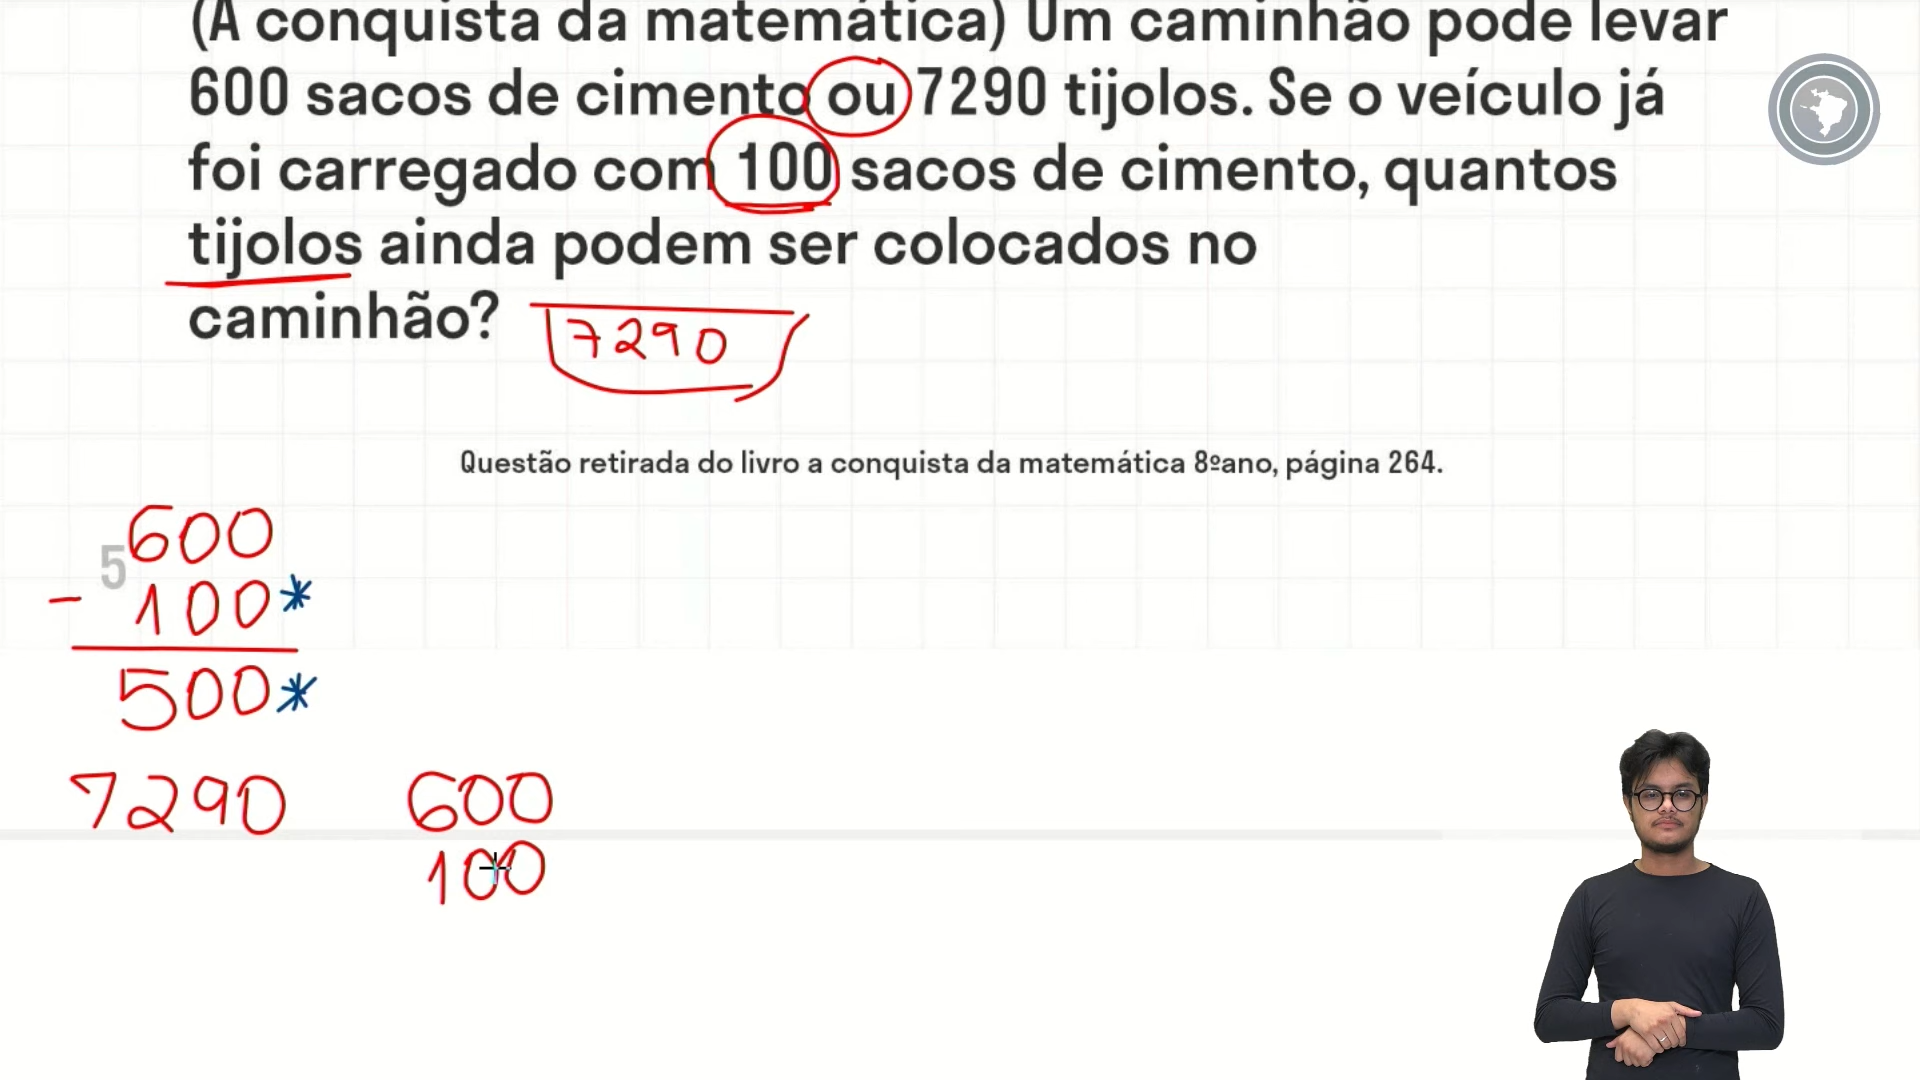 (A conquista da matemática) Um caminhão pode levar
600 sacos de cimento ou 7290 tijolos. Se o veículo já
foi carregado com 100 sacos de cimento, quantos
tijolos ainda podem ser colocados no
caminhão?
7290
Questão retirada do livro a conquista da matemática 8ºano, página 264.
600
5
- 100*
500*
7290 600
100